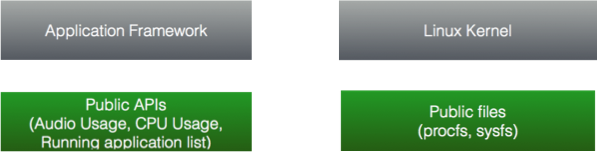 Application Framework
Linux Kernel
Public APIs
(Audio Usage, CPU Usage,
Running application list)
Public files
(procfs, sysfs)